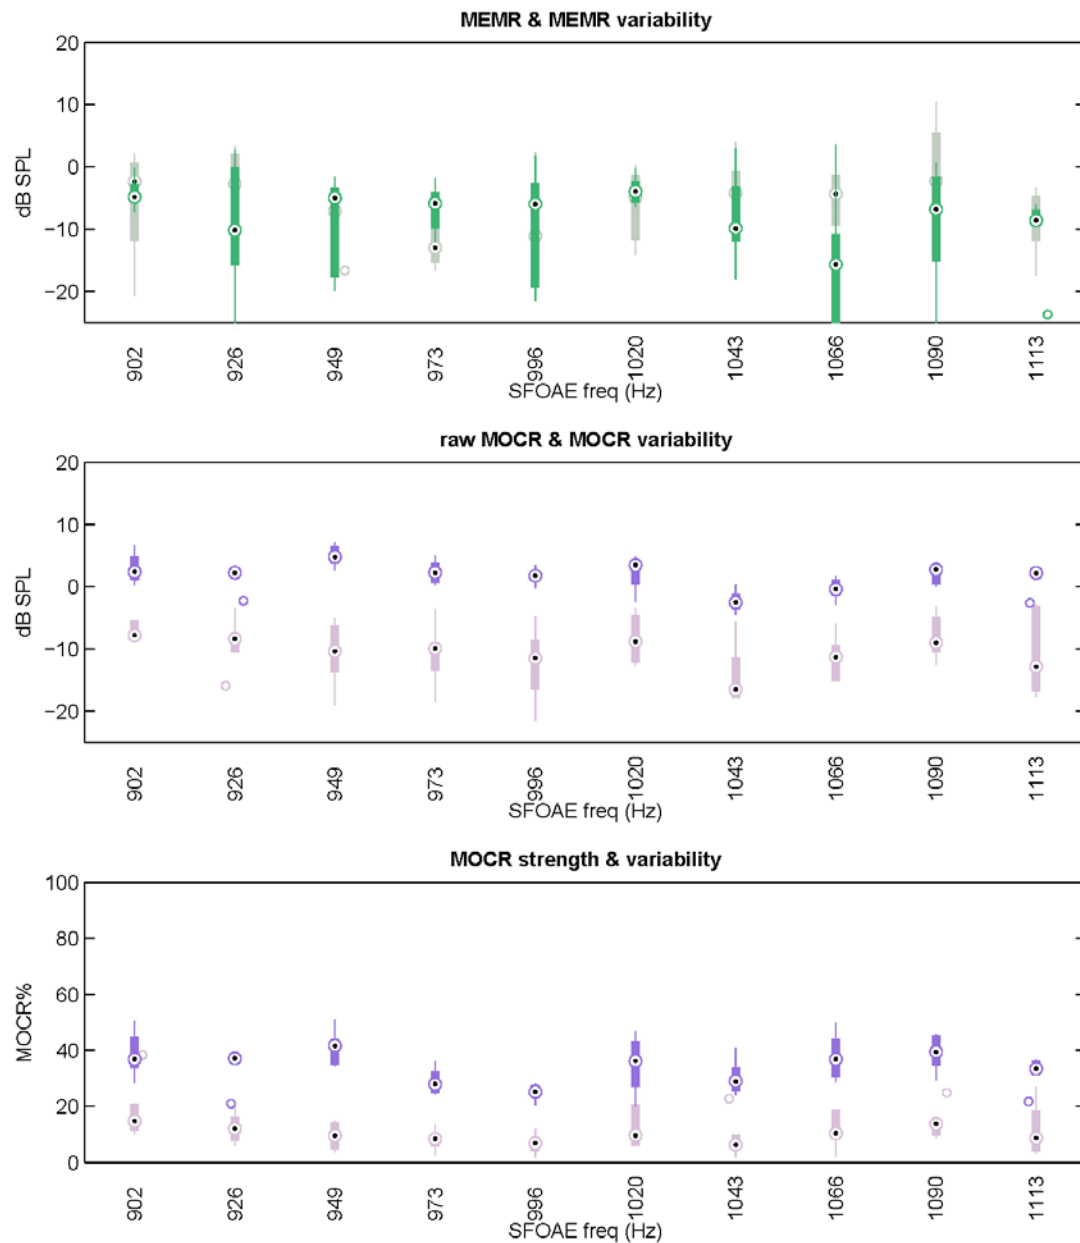 MEMR & MEMR variability
20
10
0
−10
−20
dB SPL
902 926 949 973 996 1020 1043 1066 1090 1113
SFOAE freq (Hz)
raw MOCR & MOCR variability
20
10
0
−10
−20
dB SPL
902 926 949 973 996 1020 1043 1066 1090 1113
SFOAE freq (Hz)
MOCR strength & variability
100
80
60
40
20
0
MOCR%
902 926 949 973 996 1020 1043 1066 1090 1113
SFOAE freq (Hz)